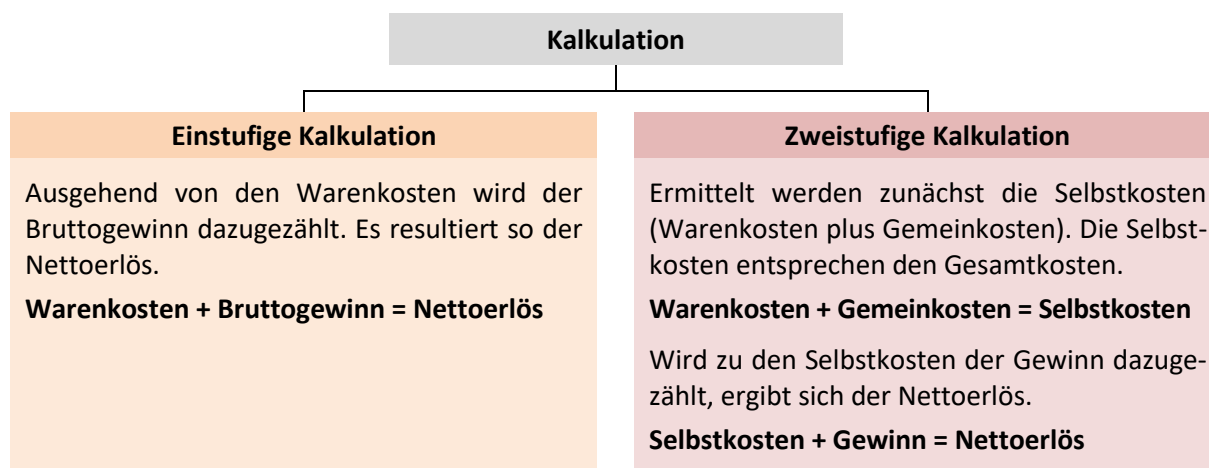 Kalkulation
Einstufige Kalkulation
Ausgehend von den Warenkosten wird der
Bruttogewinn dazugezählt. Es resultiert so der
Nettoerlös.
Warenkosten + Bruttogewinn = Nettoerlös
Zweistufige Kalkulation
Ermittelt werden zunächst die Selbstkosten
(Warenkosten plus Gemeinkosten). Die Selbst-
kosten entsprechen den Gesamtkosten.
Warenkosten + Gemeinkosten = Selbstkosten
Wird zu den Selbstkosten der Gewinn dazuge-
zählt, ergibt sich der Nettoerlös.
Selbstkosten + Gewinn = Nettoerlös